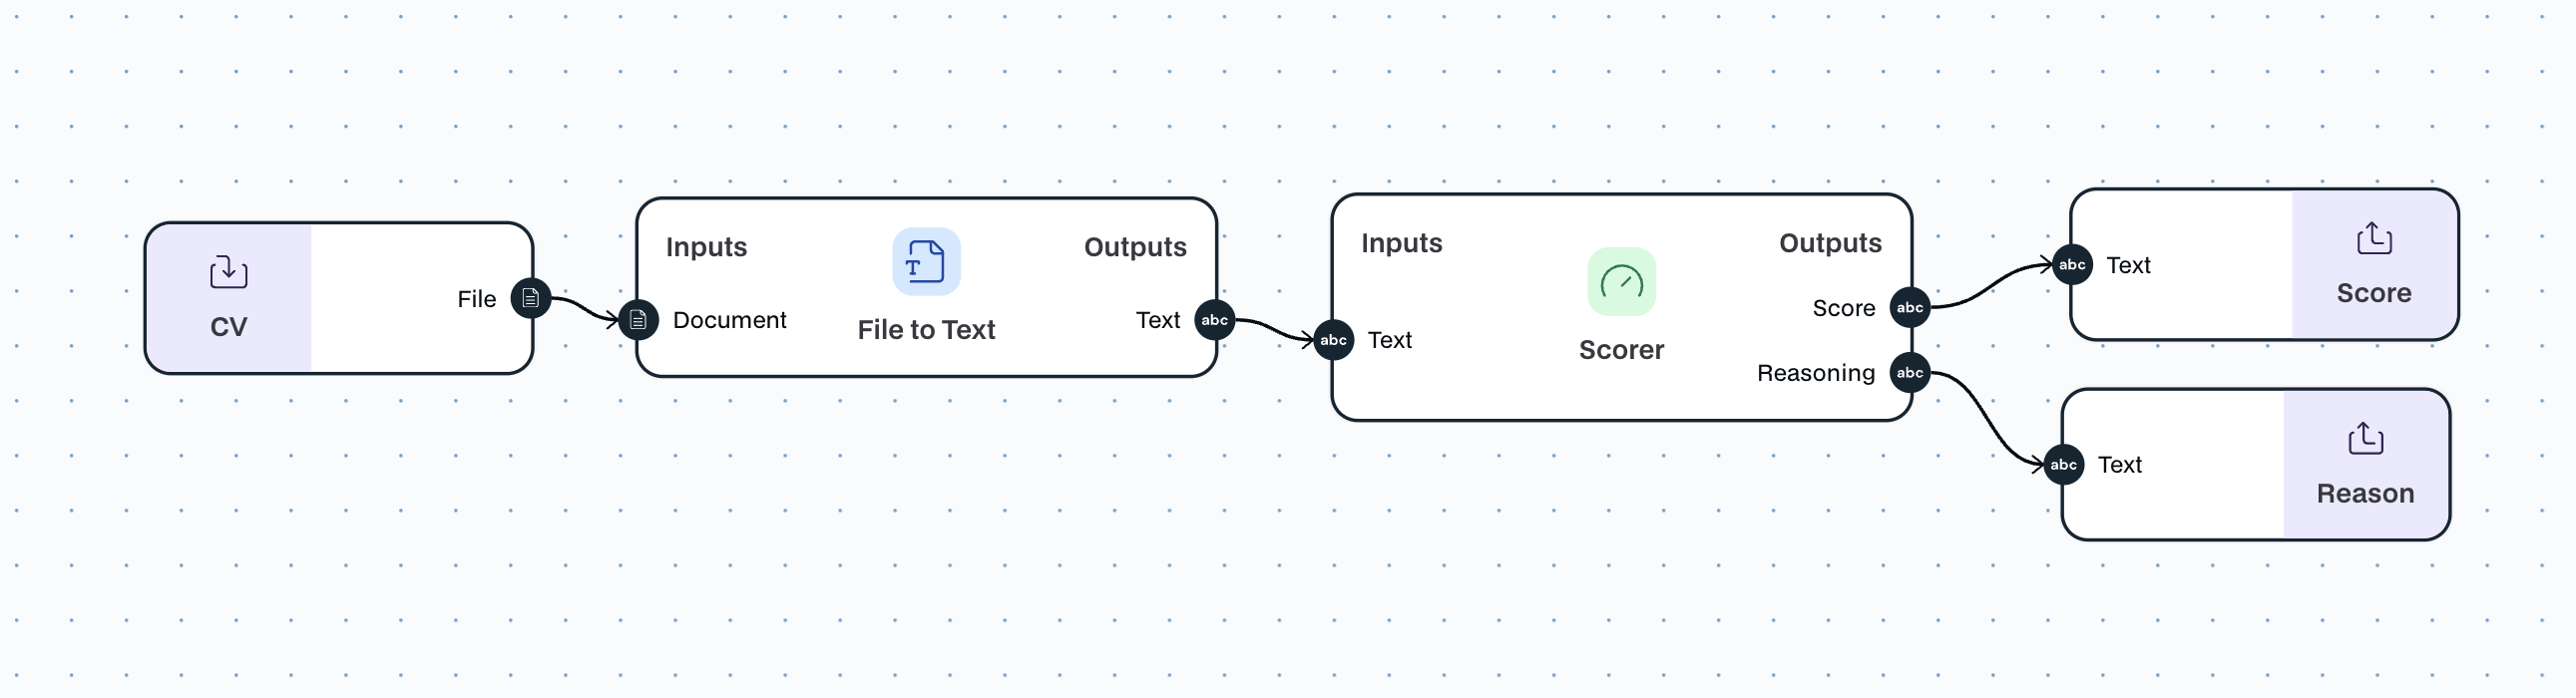 CV
File
Inputs
Outputs
Document
T
File to Text
Text
abc
abc
Inputs
Outputs
Text
Scorer
Score
abc
Reasoning
abc
abc
Text
Score
abc
Text
Reason